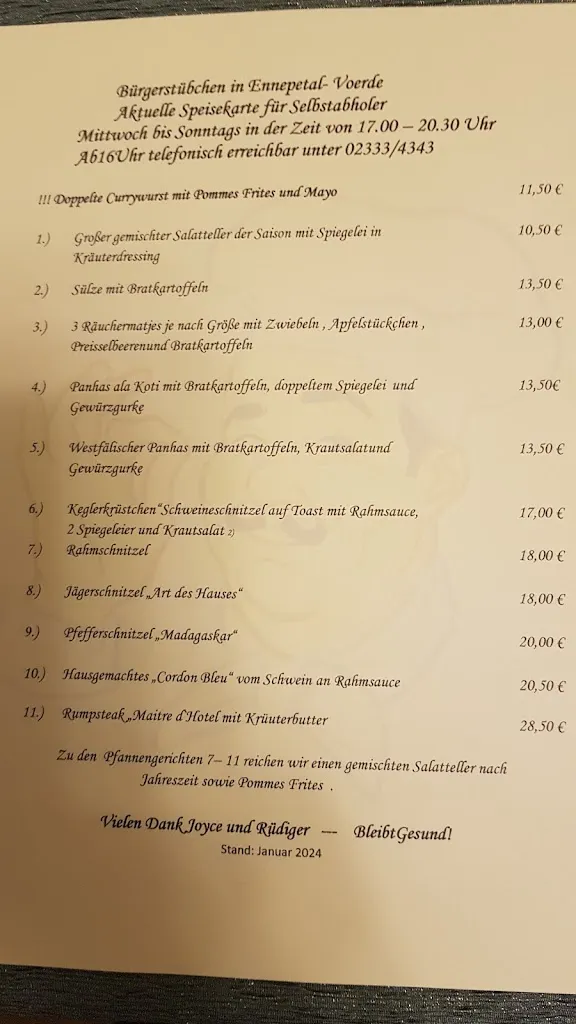 Bürgerstübchen in Ennepetal- Voerde
Aktuelle Speisekarte für Selbstabholer
Mittwoch bis Sonntags in der Zeit von 17.00 – 20.30 Uhr
Ab16Uhr telefonisch erreichbar unter 02333/4343
!!! Doppelte Currywurst mit Pommes Frites und Mayo 11,50 €
1.) Großer gemischter Salatteller der Saison mit Spiegelei in 10,50 €
Kräuterdressing
2.) Sülze mit Bratkartoffeln 13,50 €
3.) 3 Räuchermatjes je nach Größe mit Zwiebeln , Apfelstückchen , 13,00 €
Preisselbeerenund Bratkartoffeln
4.) Panhas ala Koti mit Bratkartoffeln, doppeltem Spiegelei und 13,50€
Gewürzgurke
5.) Westfälischer Panhas mit Bratkartoffeln, Krautsalatund 13,50 €
Gewürzgurke
6.) Keglerkrüstchen“Schweineschnitzel auf Toast mit Rahmsauce, 17,00 €
2 Spiegeleier und Krautsalat 2)
7.) Rahmschnitzel 18,00 €
8.) Jägerschnitzel „Art des Hauses“ 18,00 €
9.) Pfefferschnitzel „Madagaskar“ 20,00 €
10.) Hausgemachtes „Cordon Bleu“ vom Schwein an Rahmsauce 20,50 €
11.) Rumpsteak „Maitre d'Hotel mit Kräuterbutter 28,50 €
Zu den Pfannengerichten 7– 11 reichen wir einen gemischten Salatteller nach
Jahreszeit sowie Pommes Frites .
Vielen Dank Joyce und Rüdiger — Bleibt Gesund!
Stand: Januar 2024